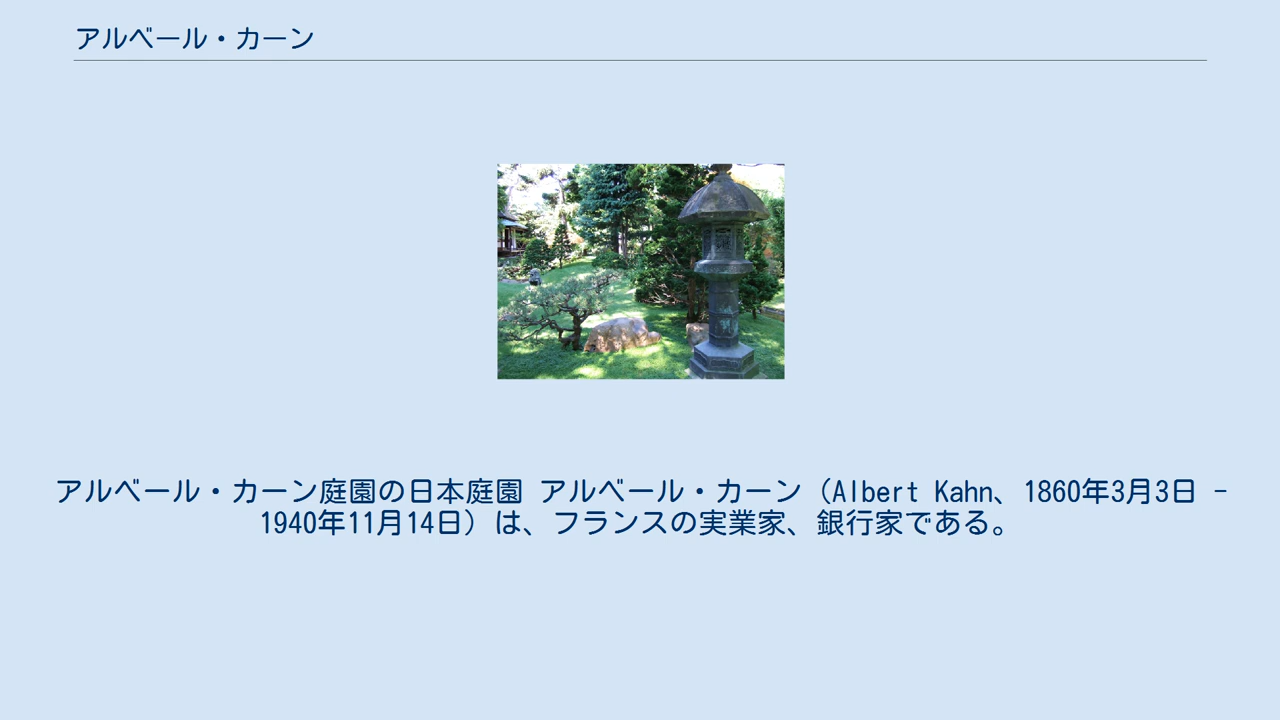 アルベール・カーン
アルベール・カーン庭園の日本庭園 アルベール・カーン（Albert Kahn、1860年3月3日 -
1940年11月14日）は、フランスの実業家、銀行家である。